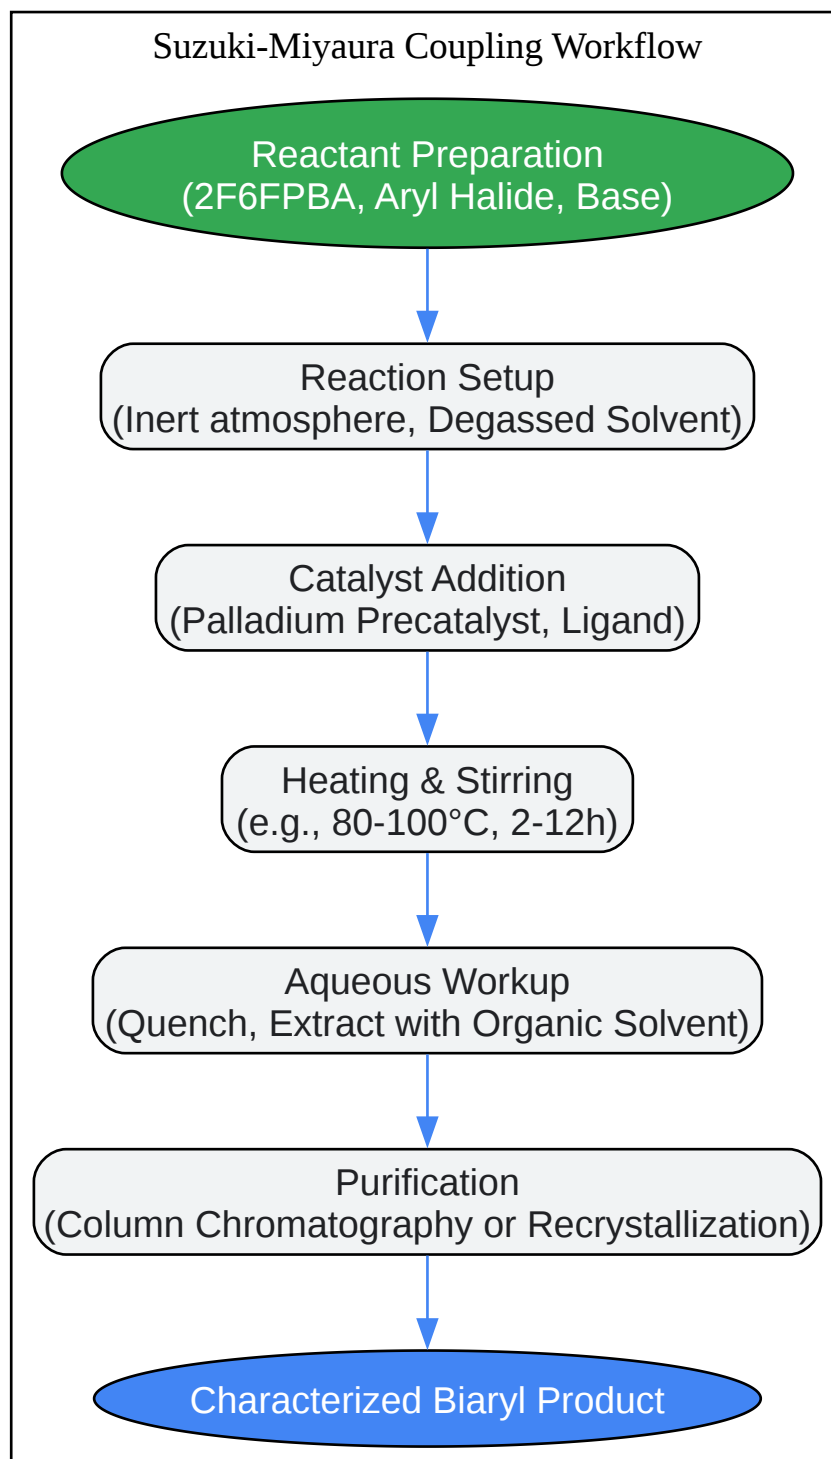 Suzuki-Miyaura Coupling Workflow
Reactant Preparation
(2F6FPBA, Aryl Halide, Base)
Reaction Setup
(Inert atmosphere, Degassed Solvent)
Catalyst Addition
(Palladium Precatalyst, Ligand)
Heating & Stirring
(e.g., 80-100°C, 2-12h)
Aqueous Workup
(Quench, Extract with Organic Solvent)
Purification
(Column Chromatography or Recrystallization)
Characterized Biaryl Product